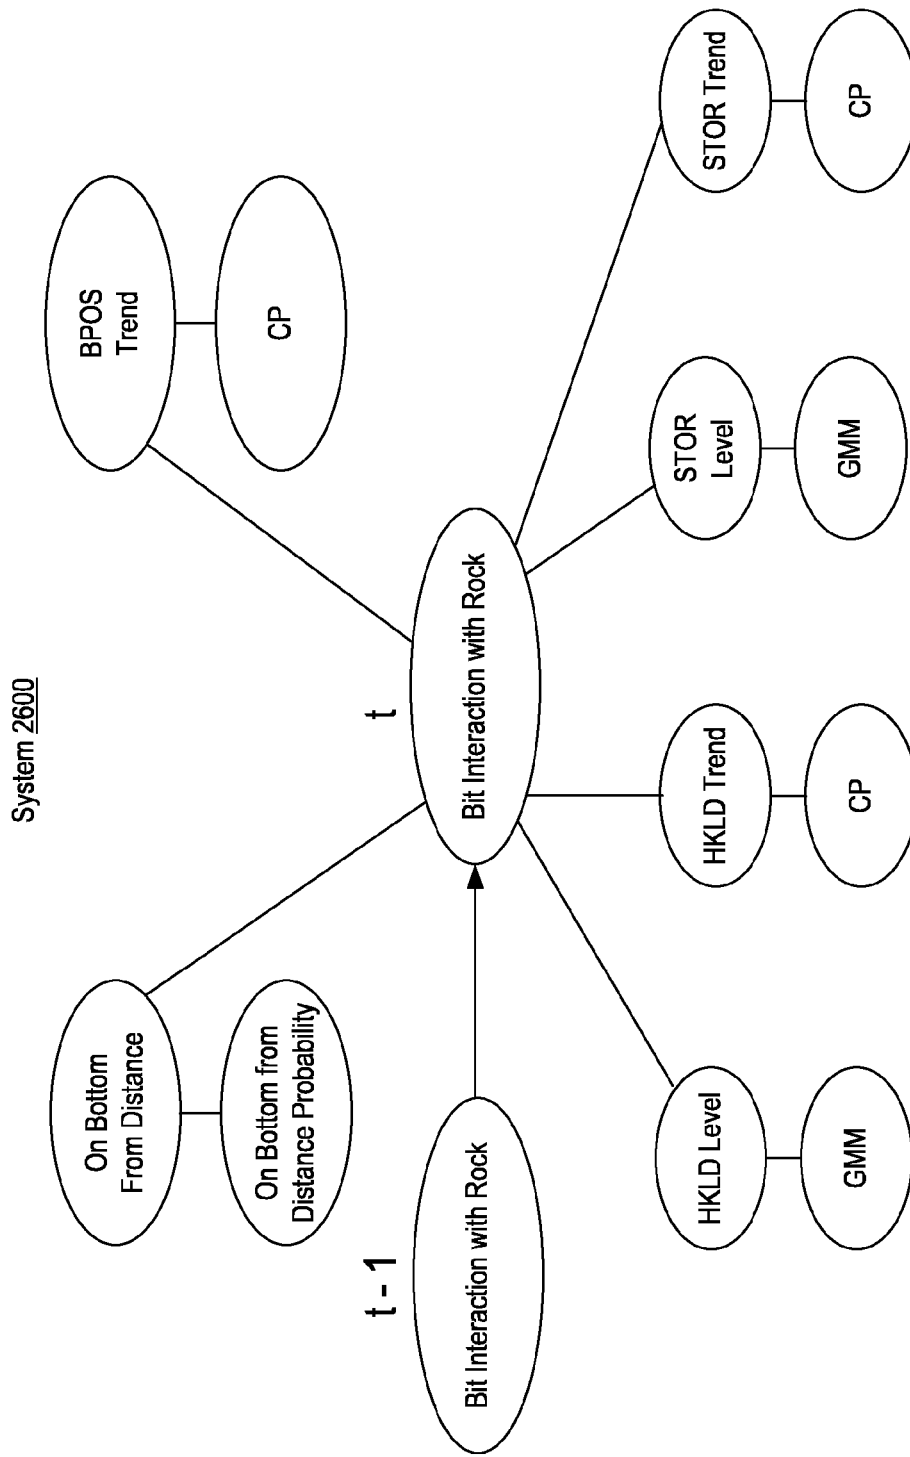 System 2600
On Bottom
From Distance
On Bottom from
Distance Probability
BPOS
Trend
CP
t - 1
Bit Interaction with Rock
t
Bit Interaction with Rock
HKLD Level
GMM
HKLD Trend
CP
STOR
Level
GMM
STOR Trend
CP